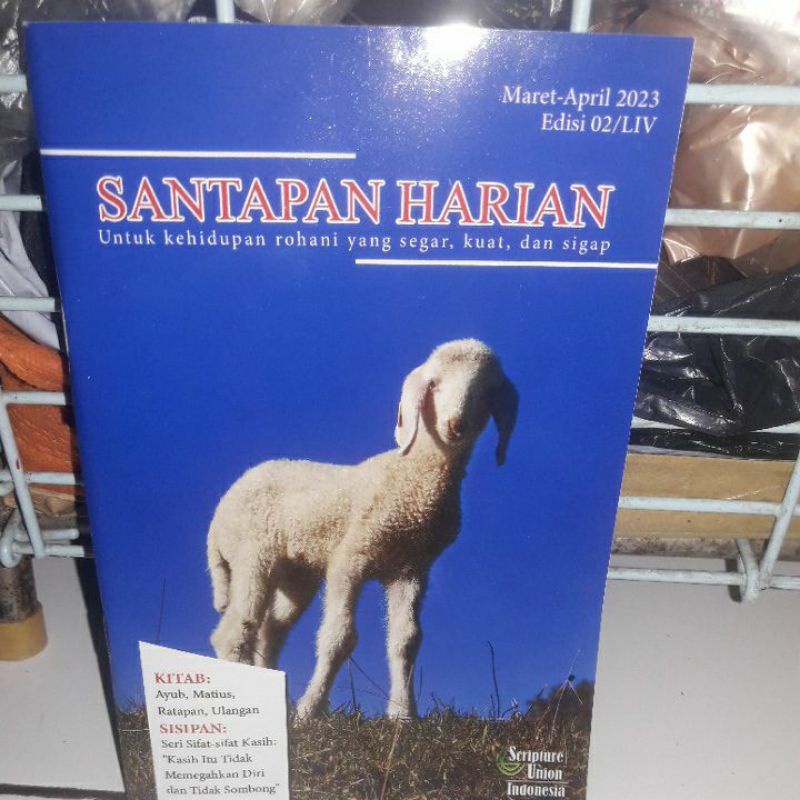 Maret-April 2023
Edisi 02/LIV
SANTAPAN HARIAN
Untuk kehidupan rohani yang segar, kuat, dan sigap
KITAB:
Ayub, Matius,
Ratapan, Ulangan
SISIPAN:
Seri Sifat-sifat Kasih:
"Kasih Itu Tidak
Memegahkan Diri
dan Tidak Sombong"
Scripture
Union
Indonesia